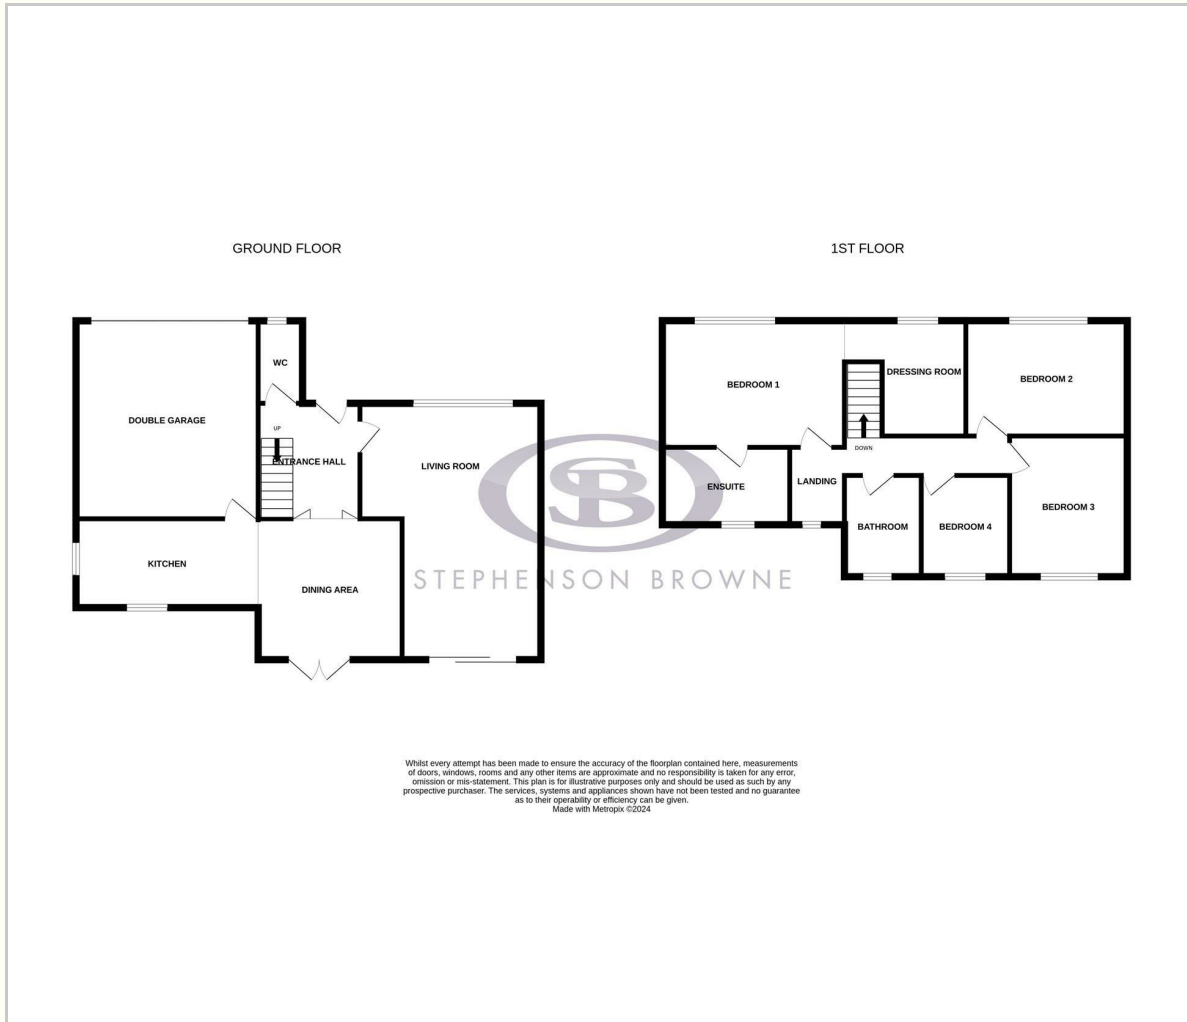 GROUND FLOOR
1ST FLOOR
WC
DOUBLE GARAGE
UP
ENTRANCE HALL
LIVING ROOM
KITCHEN
DINING AREA
BEDROOM 1
DRESSING ROOM
BEDROOM 2
DOWN
ENSUITE
LANDING
BATHROOM
BEDROOM 4
BEDROOM 3
SB
STEPHENSON BROWNE
Whilst every attempt has been made to ensure the accuracy of the floorplan contained here, measurements
of doors, windows, rooms and any other items are approximate and no responsibility is taken for any error,
omission or mis-statement. This plan is for illustrative purposes only and should be used as such by any
prospective purchaser. The services, systems and appliances shown have not been tested and no guarantee
as to their operability or efficiency can be given.
Made with Metropix ©2024